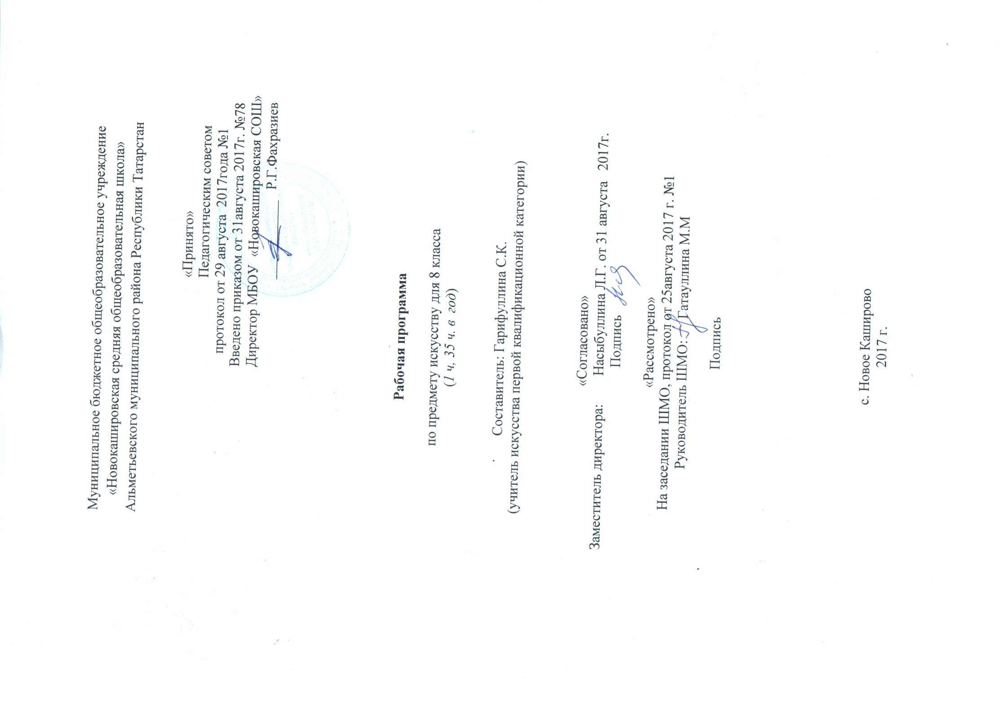 Муниципальное бюджетное общеобразовательное учреждение
«Новокашировская средняя общеобразовательная школа»
Альметьевского муниципального района Республики Татарстан
«Принято»
Педагогическим советом
протокол от 29 августа 2017года №1
Введено приказом от 31августа 2017г. №78
Директор МБОУ «Новокашировская СОШ»
Р.Г.Фахразиев
Рабочая программа
по предмету искусству для 8 класса
(1 ч, 35 ч. в год)
Составитель: Гарифуллина С.К.
(учитель искусства первой квалификационной категории)
«Согласовано»
Заместитель директора: Насыбуллина Л.Г. от 31 августа 2017г.
Подпись
«Рассмотрено»
На заседании ШМО, протокол от 25августа 2017 г. №1
Руководитель ШМО: Гатауллина М.М
Подпись
с. Новое Каширово
2017 г.